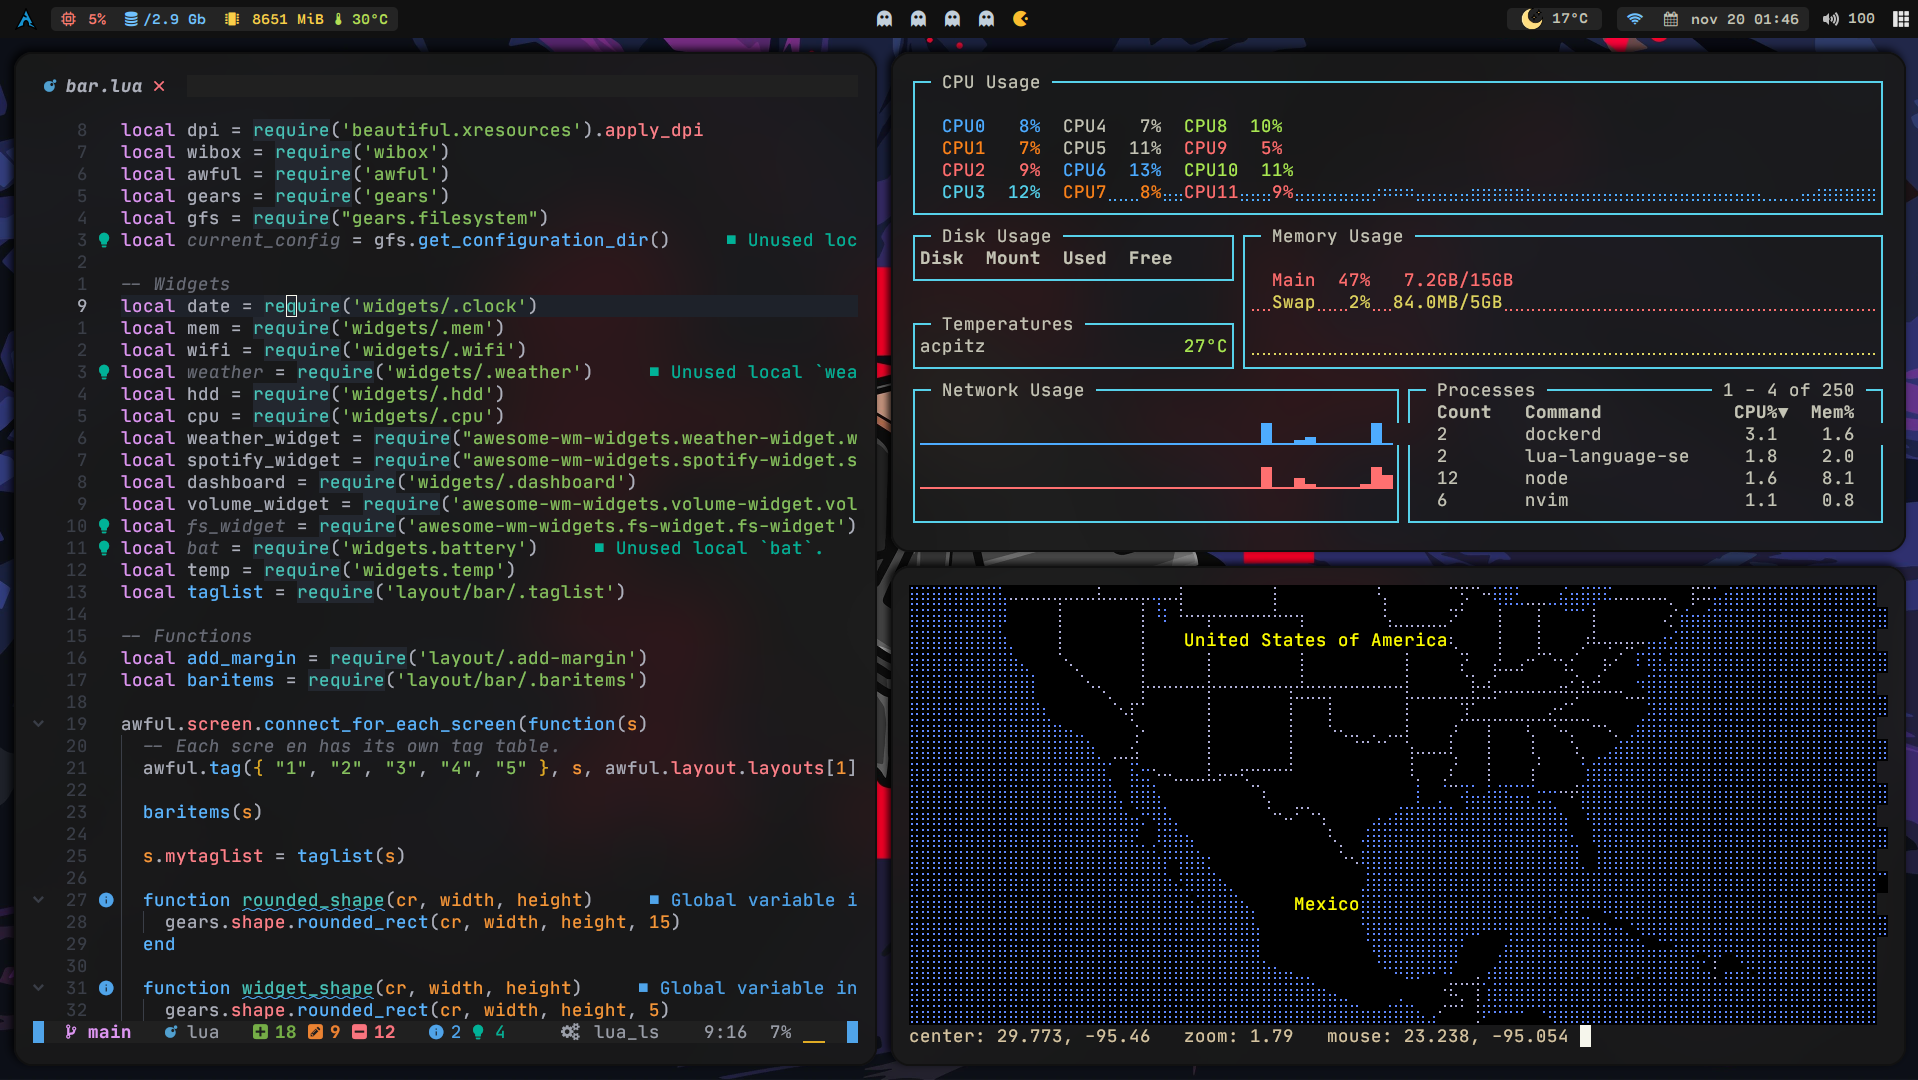 5% /2.9 Gb 8651 MiB 30°C 17°C nov 20 01:46 100
bar.lua
8 local dpi = require('beautiful.xresources').apply_dpi
7 local wibox = require('wibox')
6 local awful = require('awful')
5 local gears = require('gears')
4 local gfs = require("gears.filesystem")
3 local current_config = gfs.get_configuration_dir() ■ Unused loc
2
1 -- Widgets
9 local date = require('widgets/.clock')
1 local mem = require('widgets/.mem')
2 local wifi = require('widgets/.wifi')
3 local weather = require('widgets/.weather') ■ Unused local `wea
4 local hdd = require('widgets/.hdd')
5 local cpu = require('widgets/.cpu')
6 local weather_widget = require("awesome-wm-widgets.weather-widget.w
7 local spotify_widget = require("awesome-wm-widgets.spotify-widget.s
8 local dashboard = require('widgets/.dashboard')
9 local volume_widget = require('awesome-wm-widgets.volume-widget.vol
10 local fs_widget = require('awesome-wm-widgets.fs-widget.fs-widget')
11 local bat = require('widgets.battery') ■ Unused local `bat`.
12 local temp = require('widgets.temp')
13 local taglist = require('layout/bar/.taglist')
14
15 -- Functions
16 local add_margin = require('layout/.add-margin')
17 local baritems = require('layout/bar/.baritems')
18
19 awful.screen.connect_for_each_screen(function(s)
20 -- Each scre en has its own tag table.
21 awful.tag({ "1", "2", "3", "4", "5" }, s, awful.layout.layouts[1]
22
23 baritems(s)
24
25 s.mytaglist = taglist(s)
26
27 function rounded_shape(cr, width, height) ■ Global variable i
28 gears.shape.rounded_rect(cr, width, height, 15)
29 end
30
31 function widget_shape(cr, width, height) ■ Global variable in
32 gears.shape.rounded_rect(cr, width, height, 5)
main lua 18 9 12 2 4 lua_ls 9:16 7%
CPU Usage
CPU0 8% CPU4 7% CPU8 10%
CPU1 7% CPU5 11% CPU9 5%
CPU2 9% CPU6 13% CPU10 11%
CPU3 12% CPU7 8% CPU11 9%
Disk Usage
Disk Mount Used Free
Memory Usage
Main 47% 7.2GB/15GB
Swap 2% 84.0MB/5GB
Temperatures
acpitz 27°C
Network Usage
Processes 1 - 4 of 250
Count Command CPU%▼ Mem%
2 dockerd 3.1 1.6
2 lua-language-se 1.8 2.0
12 node 1.6 8.1
6 nvim 1.1 0.8
United States of America
Mexico
center: 29.773, -95.46 zoom: 1.79 mouse: 23.238, -95.054